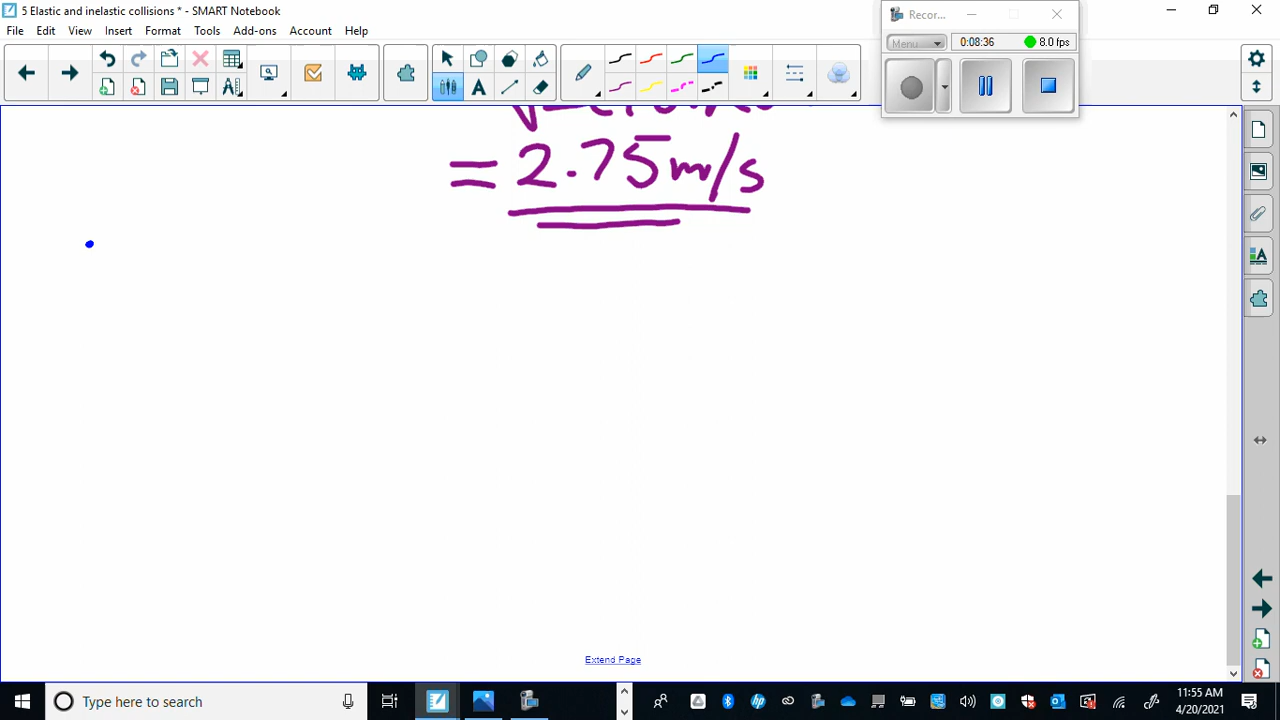 5 Elastic and inelastic collisions * - SMART Notebook
Recor...
File Edit View Insert Format Tools Add-ons Account Help
Menu 0:08:36 8.0 fps
= 2.75 m/s
Extend Page
Type here to search
11:55 AM
4/20/2021